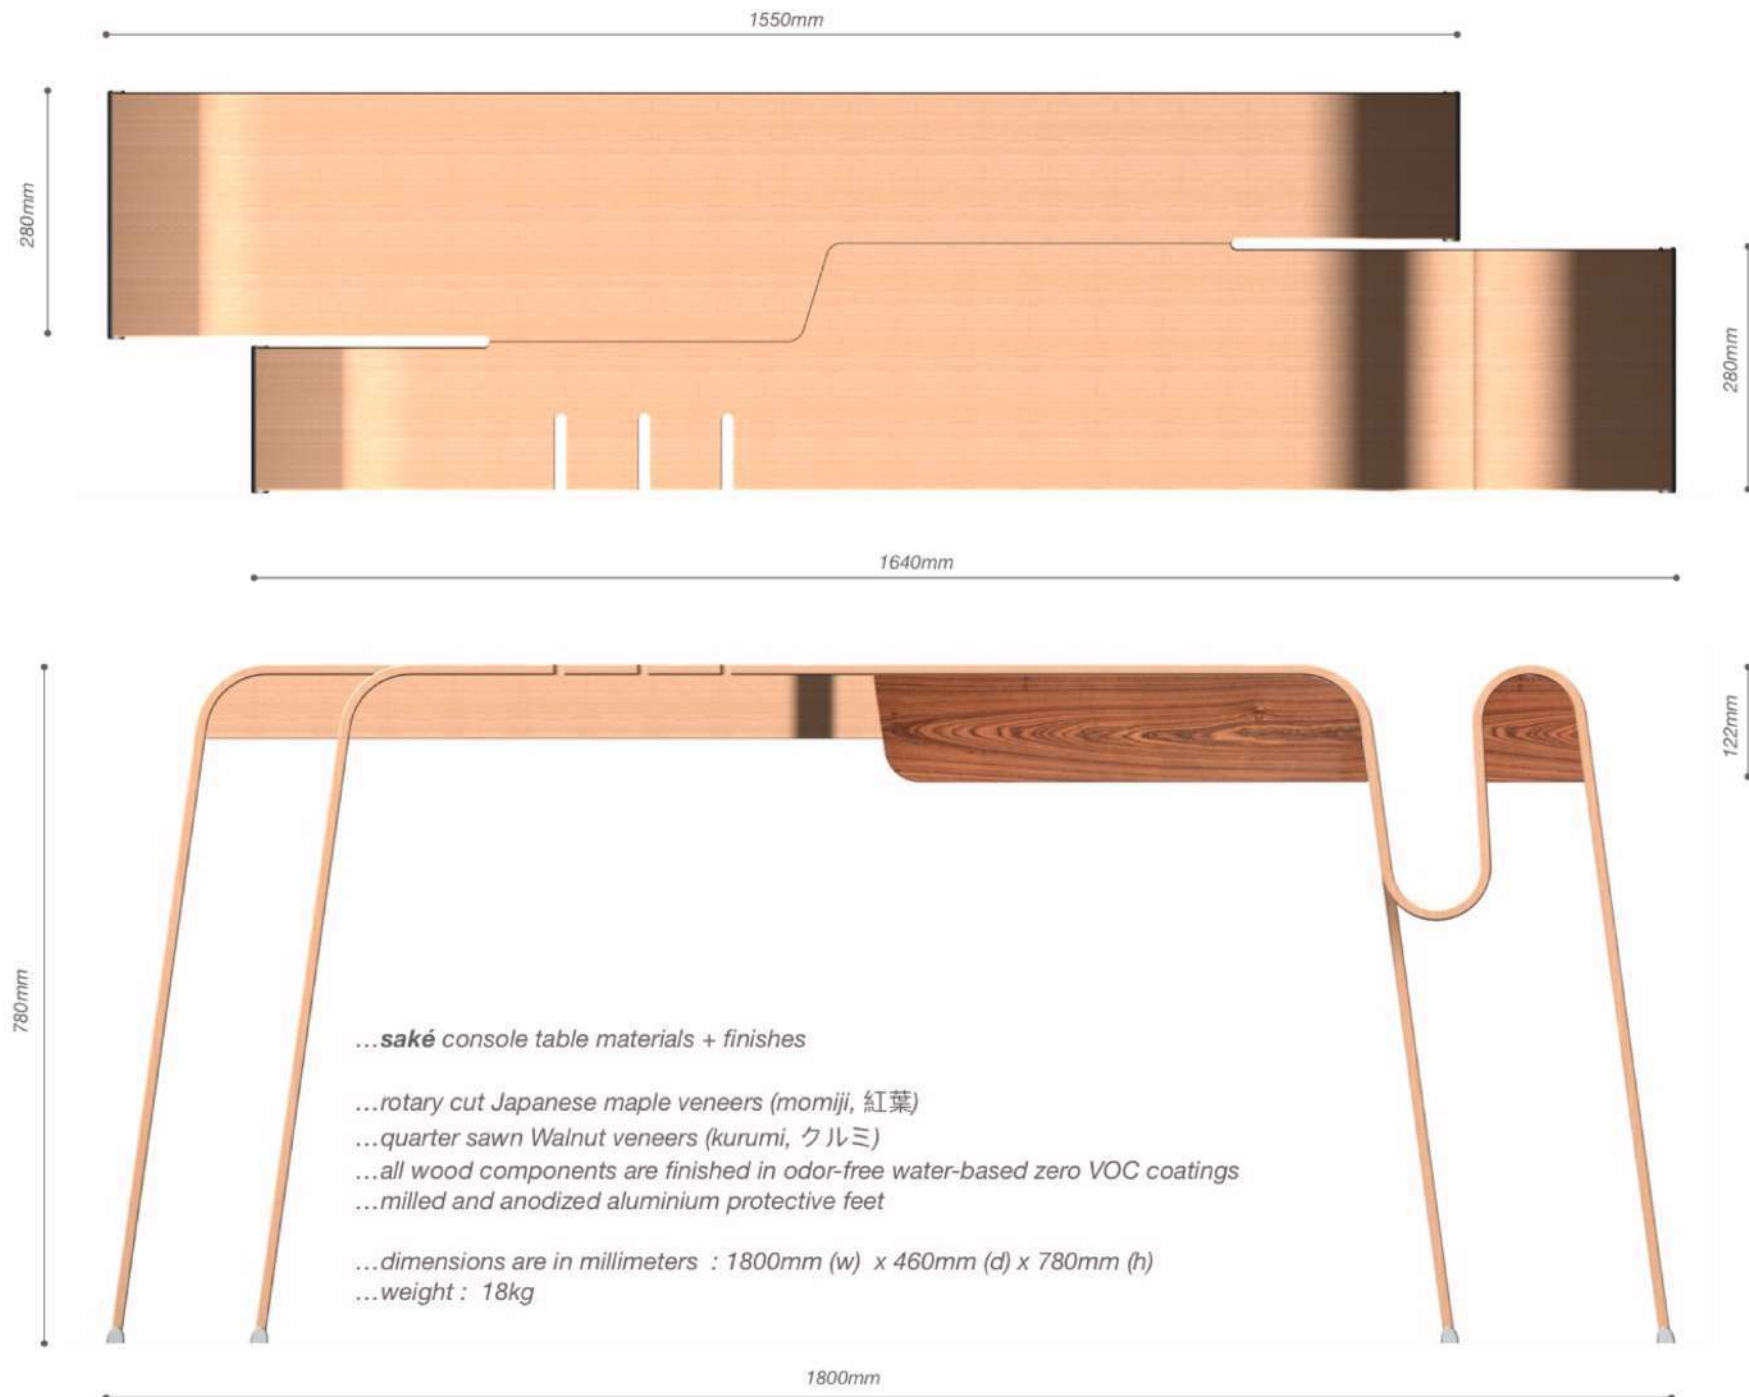 1550mm
280mm
280mm
1640mm
780mm
122mm
...saké console table materials + finishes
...rotary cut Japanese maple veneers (momiji, 紅葉)
...quarter sawn Walnut veneers (kurumi, クルミ)
...all wood components are finished in odor-free water-based zero VOC coatings
...milled and anodized aluminium protective feet
...dimensions are in millimeters : 1800mm (w) x 460mm (d) x 780mm (h)
...weight : 18kg
1800mm